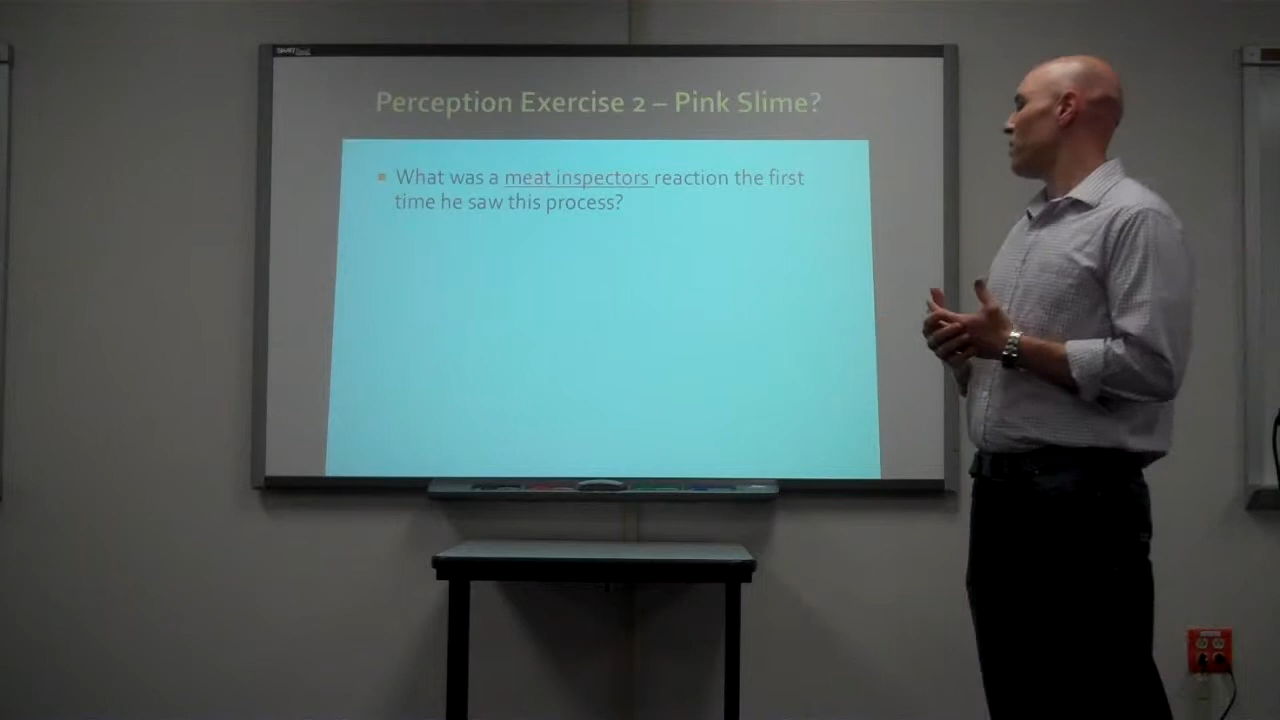 Perception Exercise 2 – Pink Slime?
What was a meat inspectors reaction the first
time he saw this process?